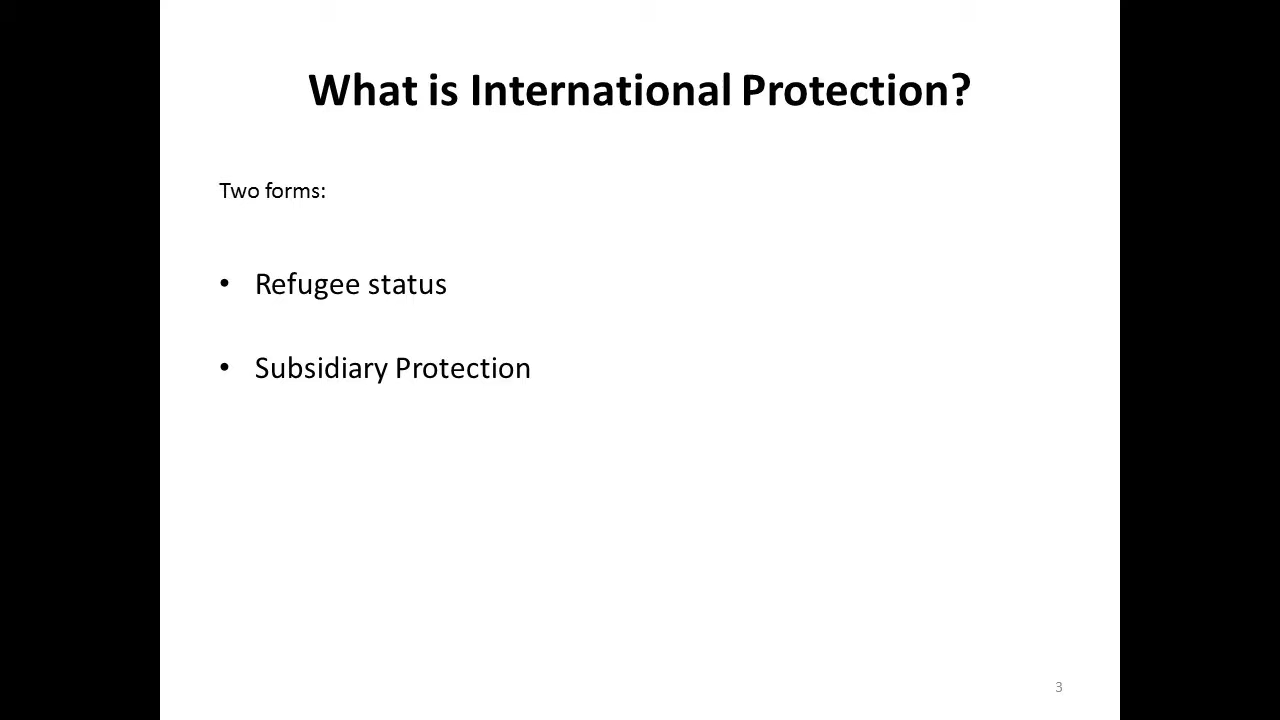 What is International Protection?
Two forms:
• Refugee status
• Subsidiary Protection
3